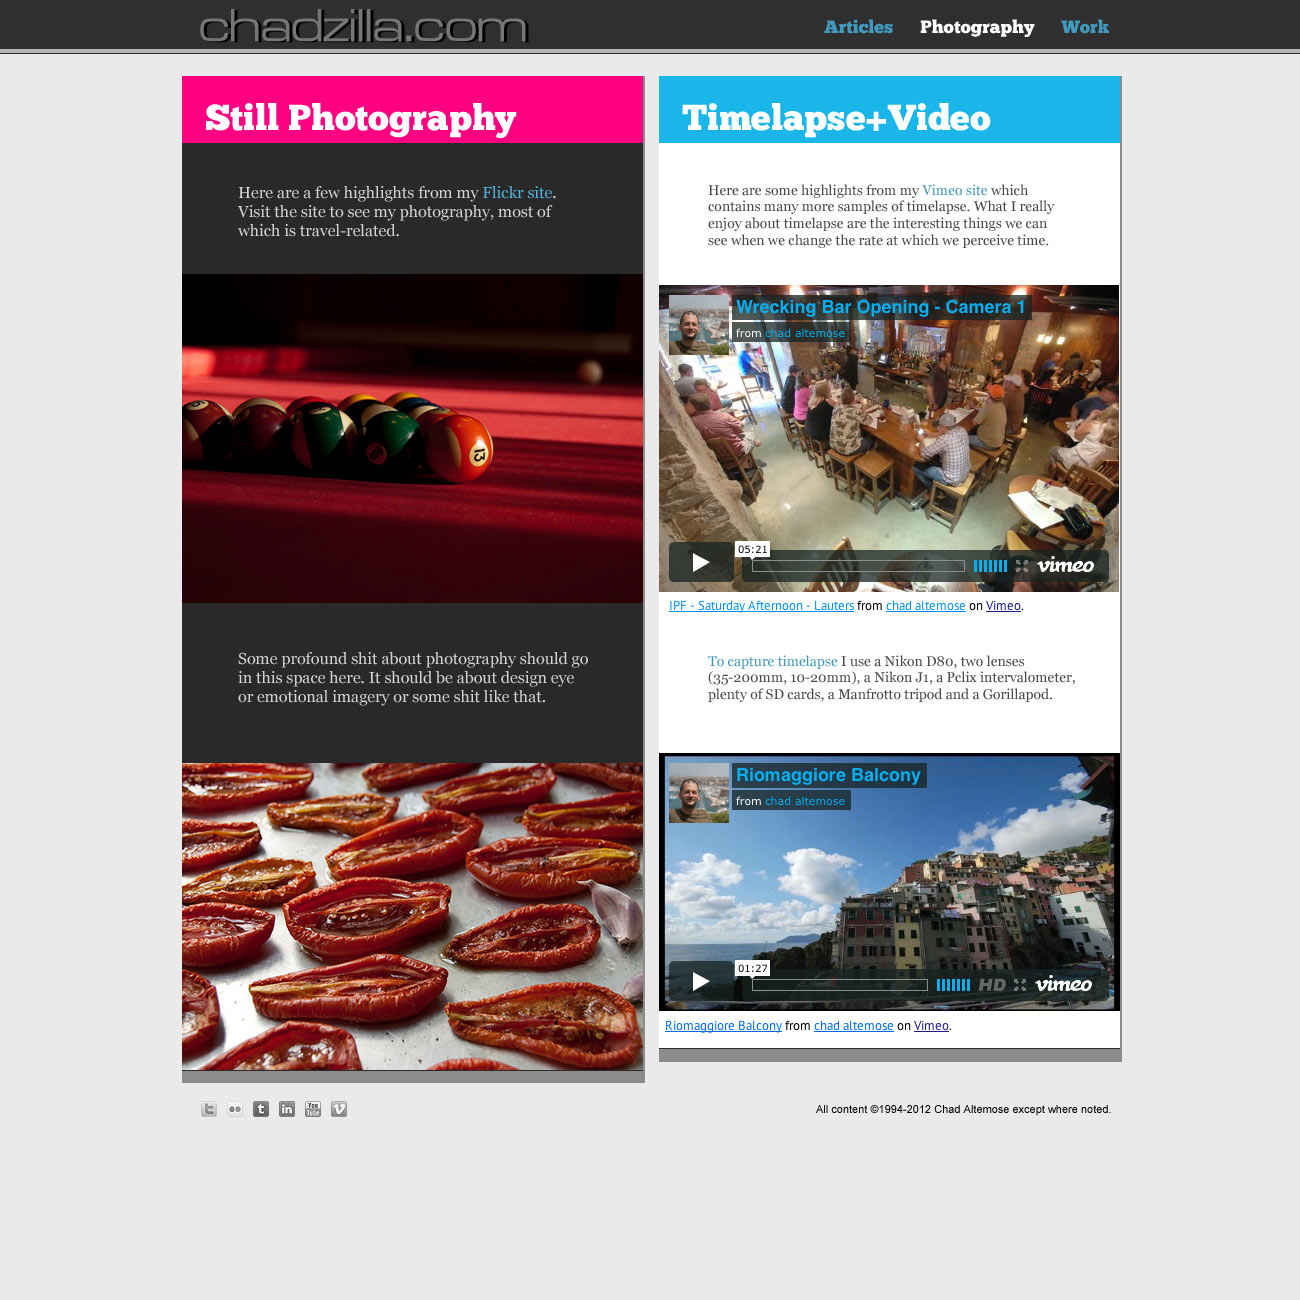 chadzilla.com
Articles Photography Work
Still Photography
Here are a few highlights from my Flickr site.
Visit the site to see my photography, most of
which is travel-related.
13
Some profound shit about photography should go
in this space here. It should be about design eye
or emotional imagery or some shit like that.
Timelapse+Video
Here are some highlights from my Vimeo site which
contains many more samples of timelapse. What I really
enjoy about timelapse are the interesting things we can
see when we change the rate at which we perceive time.
Wrecking Bar Opening - Camera 1
from chad altemose
05:21
vimeo
IPF - Saturday Afternoon - Lauters from chad altemose on Vimeo.
To capture timelapse I use a Nikon D80, two lenses
(35-200mm, 10-20mm), a Nikon J1, a Pclix intervalometer,
plenty of SD cards, a Manfrotto tripod and a Gorillapod.
Riomaggiore Balcony
from chad altemose
01:27
HD vimeo
Riomaggiore Balcony from chad altemose on Vimeo.
t t in You Tube V
All content ©1994-2012 Chad Altemose except where noted.